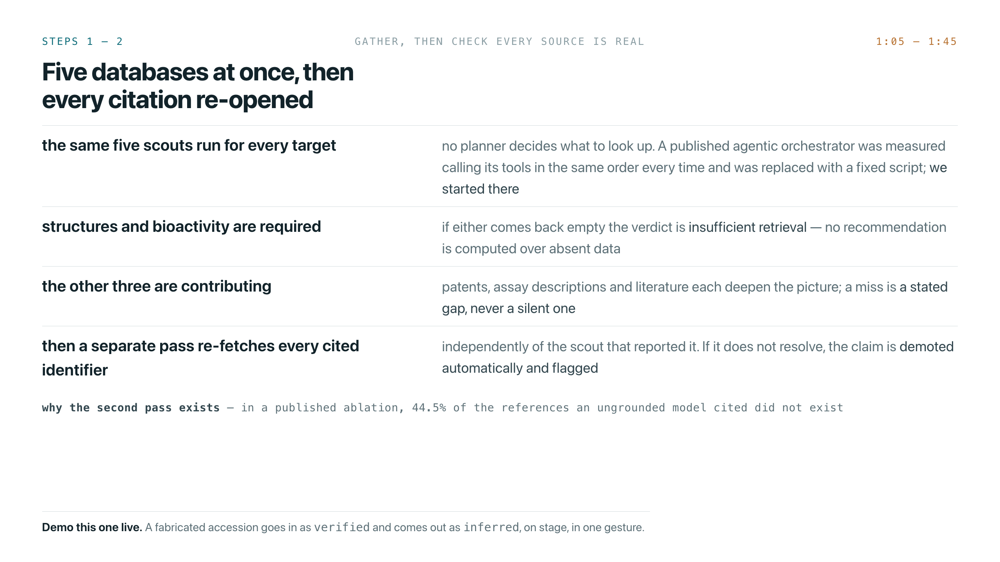 STEPS 1 — 2
GATHER, THEN CHECK EVERY SOURCE IS REAL
1:05 — 1:45
Five databases at once, then
every citation re-opened
the same five scouts run for every target
no planner decides what to look up. A published agentic orchestrator was measured
calling its tools in the same order every time and was replaced with a fixed script; we
started there
structures and bioactivity are required
if either comes back empty the verdict is insufficient retrieval — no recommendation
is computed over absent data
the other three are contributing
patents, assay descriptions and literature each deepen the picture; a miss is a stated
gap, never a silent one
then a separate pass re-fetches every cited
identifier
independently of the scout that reported it. If it does not resolve, the claim is demoted
automatically and flagged
why the second pass exists — in a published ablation, 44.5% of the references an ungrounded model cited did not exist
Demo this one live. A fabricated accession goes in as verified and comes out as inferred, on stage, in one gesture.